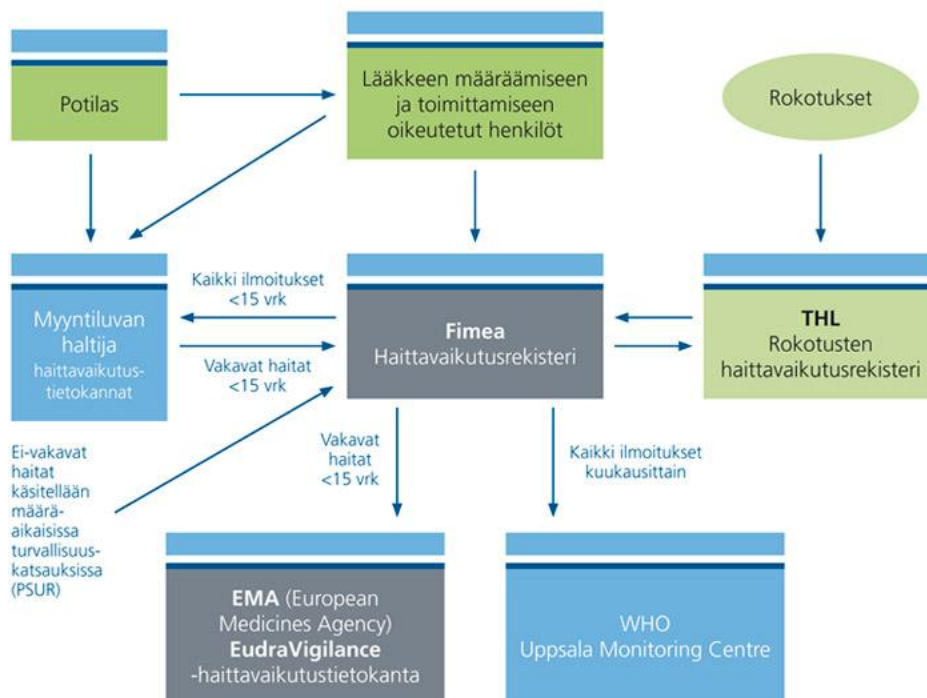 Potilas
Lääkkeen määräämiseen
ja toimittamiseen
oikeutetut henkilöt
Rokotukset
Myyntiluvan
haltija
haittavaikutus-
tietokannat
Kaikki ilmoitukset
<15 vrk
Vakavat haitat
<15 vrk
Fimea
Haittavaikutusrekisteri
THL
Rokotusten
haittavaikutusrekisteri
Ei-vakavat
haitat
käsitellään
määrä-
aikaisissa
turvallisuus-
katsauksissa
(PSUR)
Vakavat
haitat
<15 vrk
Kaikki ilmoitukset
kuukausittain
EMA (European
Medicines Agency)
EudraVigilance
-haittavaikutustietokanta
WHO
Uppsala Monitoring Centre